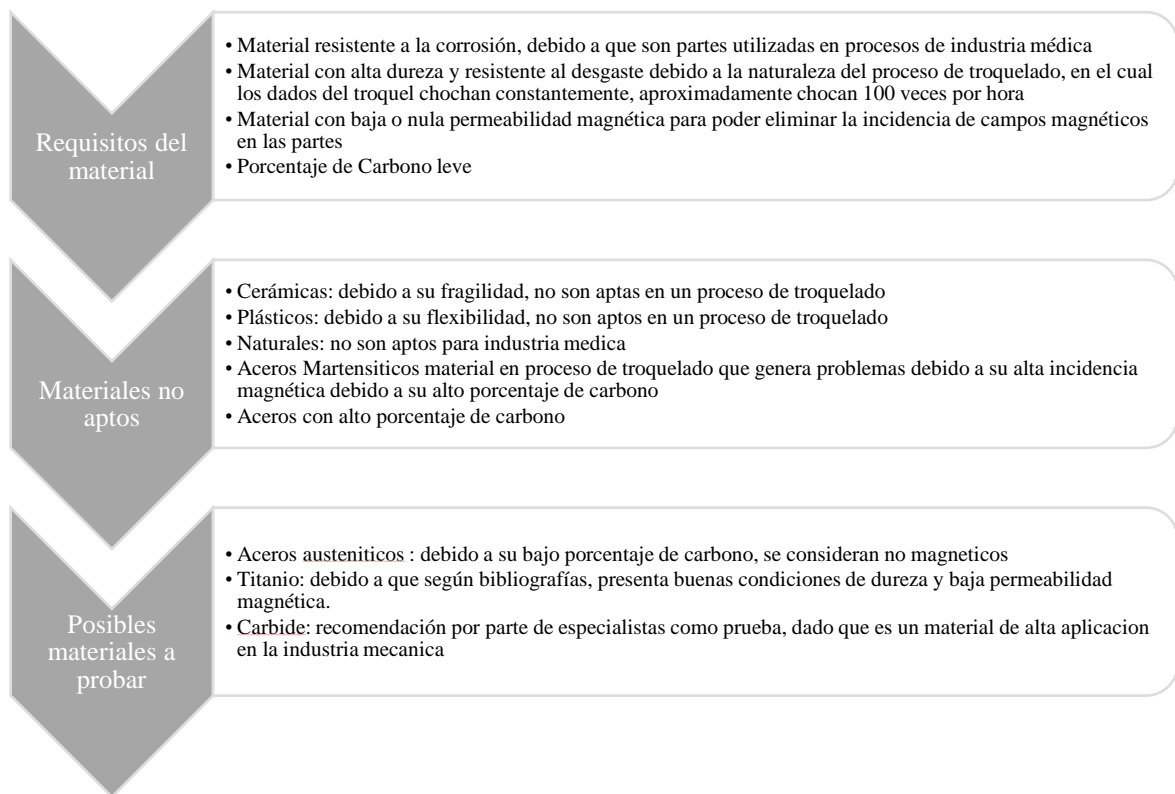 Requisitos del
material
• Material resistente a la corrosión, debido a que son partes utilizadas en procesos de industria médica
• Material con alta dureza y resistente al desgaste debido a la naturaleza del proceso de troquelado, en el cual
los dados del troquel chochan constantemente, aproximadamente chocan 100 veces por hora
• Material con baja o nula permeabilidad magnética para poder eliminar la incidencia de campos magnéticos
en las partes
• Porcentaje de Carbono leve
Materiales no
aptos
• Cerámicas: debido a su fragilidad, no son aptas en un proceso de troquelado
• Plásticos: debido a su flexibilidad, no son aptos en un proceso de troquelado
• Naturales: no son aptos para industria medica
• Aceros Martensiticos material en proceso de troquelado que genera problemas debido a su alta incidencia
magnética debido a su alto porcentaje de carbono
• Aceros con alto porcentaje de carbono
Posibles
materiales a
probar
• Aceros austeniticos : debido a su bajo porcentaje de carbono, se consideran no magneticos
• Titanio: debido a que según bibliografías, presenta buenas condiciones de dureza y baja permeabilidad
magnética.
• Carbide: recomendación por parte de especialistas como prueba, dado que es un material de alta aplicacion
en la industria mecanica